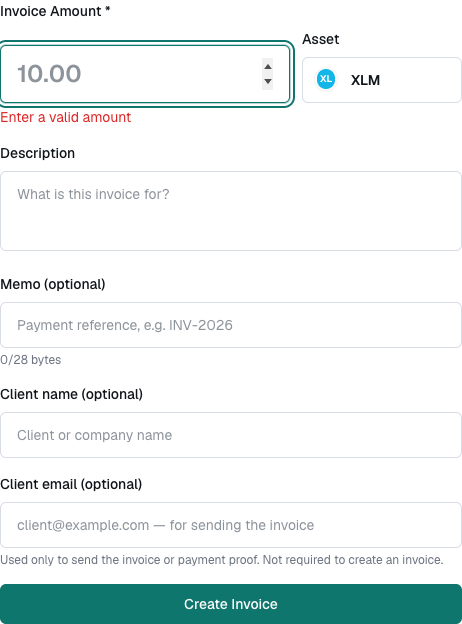 Invoice Amount *
Asset
10.00
XL XLM
Enter a valid amount
Description
What is this invoice for?
Memo (optional)
Payment reference, e.g. INV-2026
0/28 bytes
Client name (optional)
Client or company name
Client email (optional)
client@example.com — for sending the invoice
Used only to send the invoice or payment proof. Not required to create an invoice.
Create Invoice